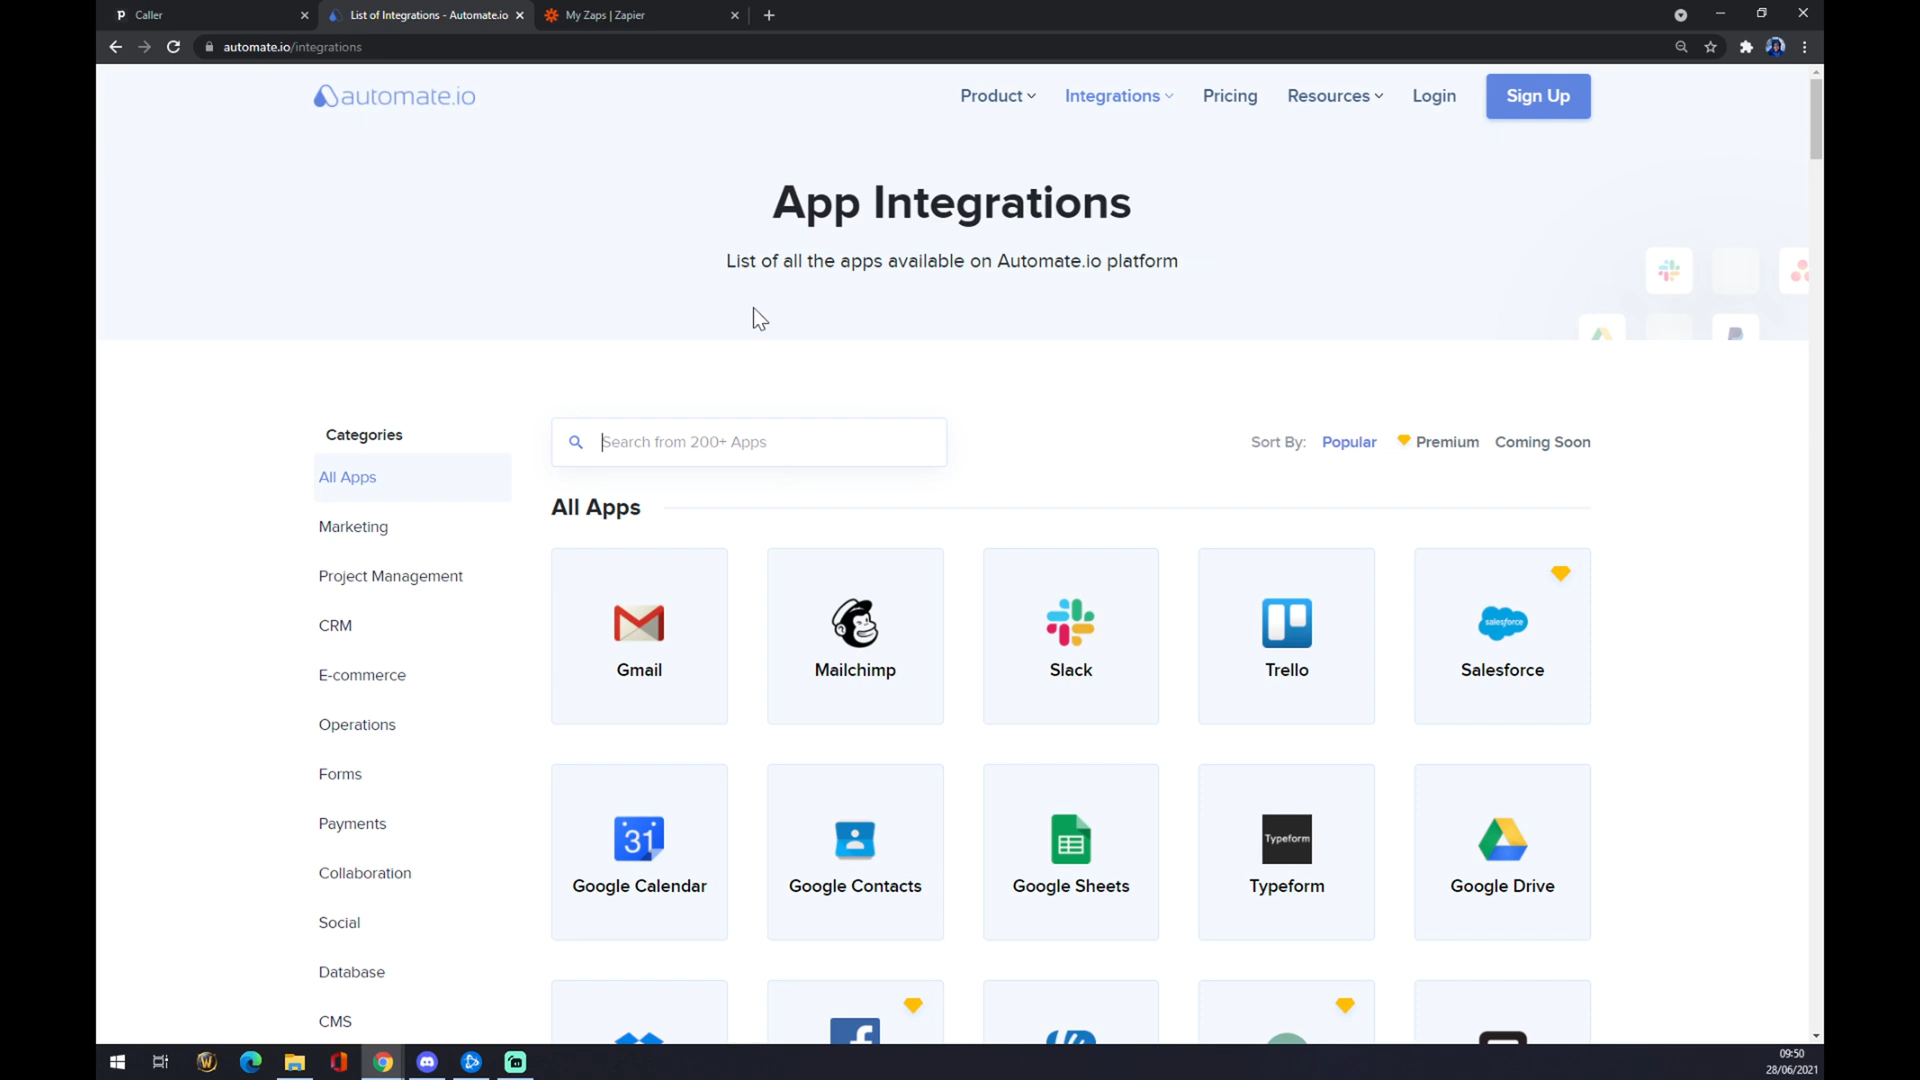 Caller
List of Integrations - Automate.io
My Zaps | Zapier
automate.io/integrations
automate.io
Product
Integrations
Pricing
Resources
Login
Sign Up
App Integrations
List of all the apps available on Automate.io platform
Categories
Search from 200+ Apps
Sort By:
Popular
Premium
Coming Soon
All Apps
Marketing
Project Management
CRM
E-commerce
Operations
Forms
Payments
Collaboration
Social
Database
CMS
All Apps
Gmail
Mailchimp
Slack
Trello
salesforce
Salesforce
31
Google Calendar
Google Contacts
Google Sheets
Typeform
Typeform
Google Drive
09:50
28/06/2021